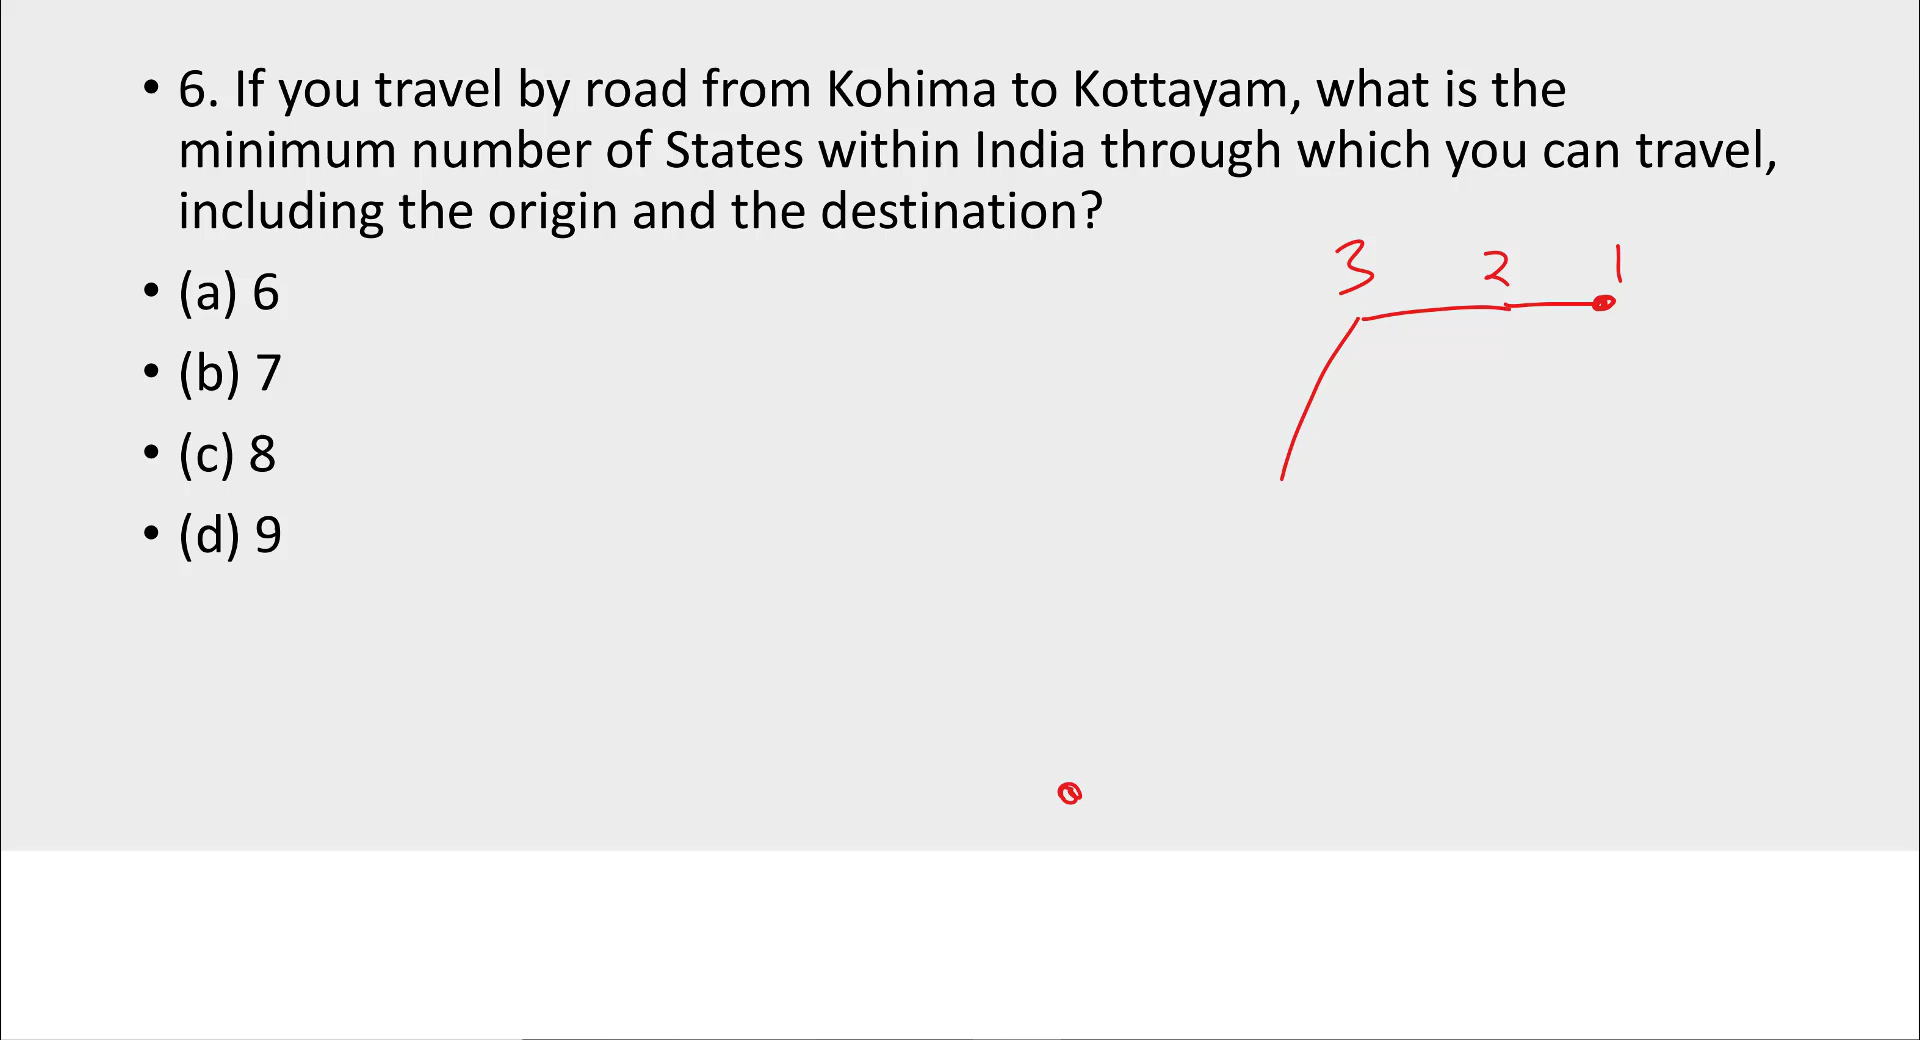 • 6. If you travel by road from Kohima to Kottayam, what is the
minimum number of States within India through which you can travel,
including the origin and the destination?
3 2 1
• (a) 6
• (b) 7
• (c) 8
• (d) 9